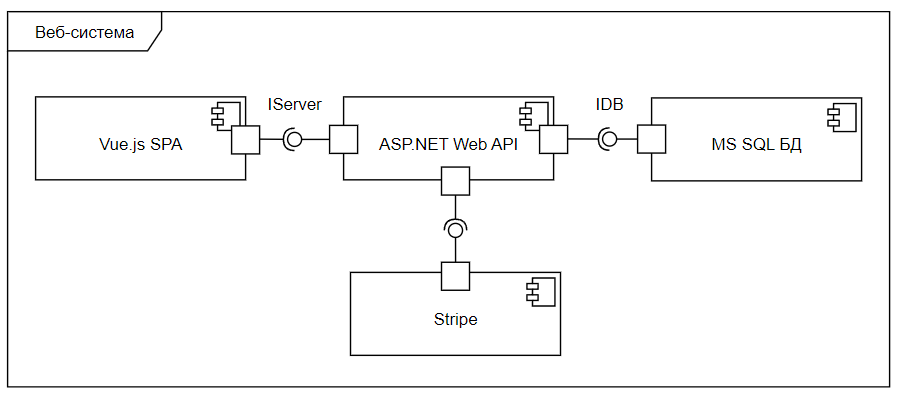 Веб-система
IServer
IDB
Vue.js SPA
ASP.NET Web API
MS SQL БД
Stripe